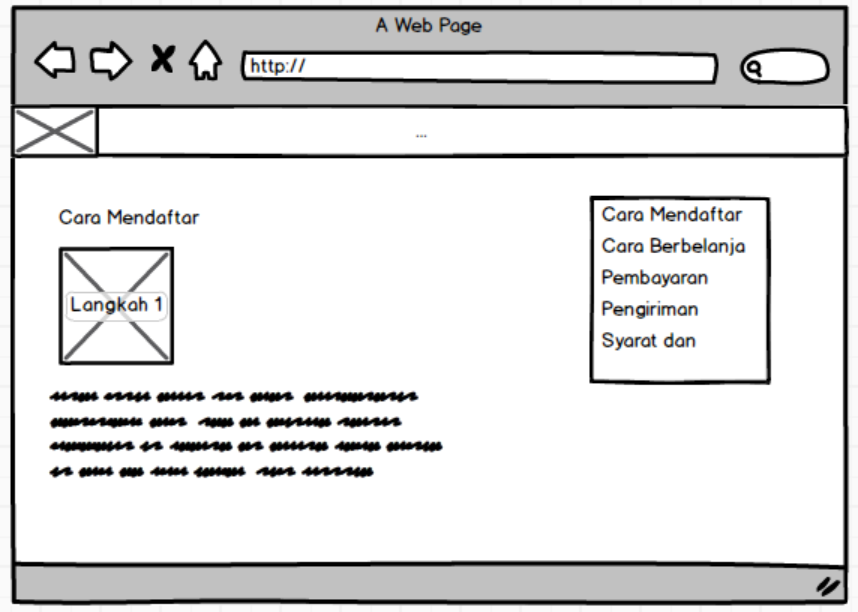 A Web Page
http://
...
Cara Mendaftar
Langkah 1
Cara Mendaftar
Cara Berbelanja
Pembayaran
Pengiriman
Syarat dan